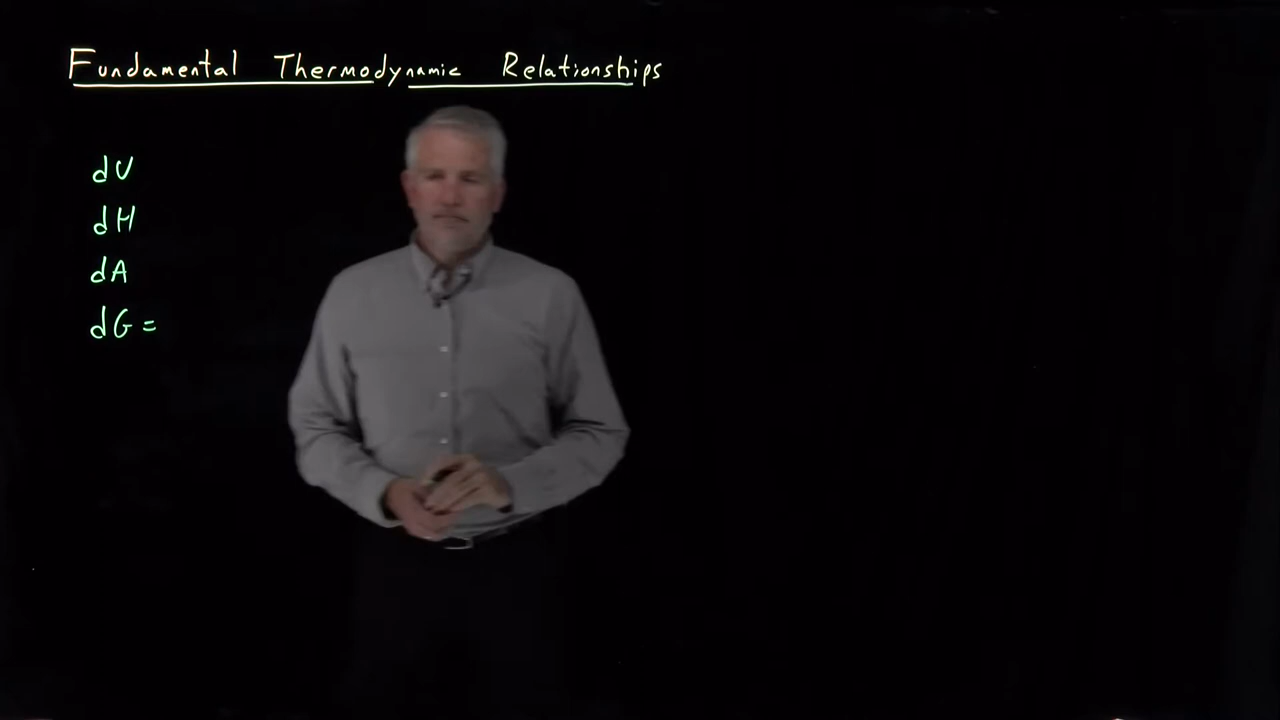 Fundamental Thermodynamic Relationships
dU
dH
dA
dG =